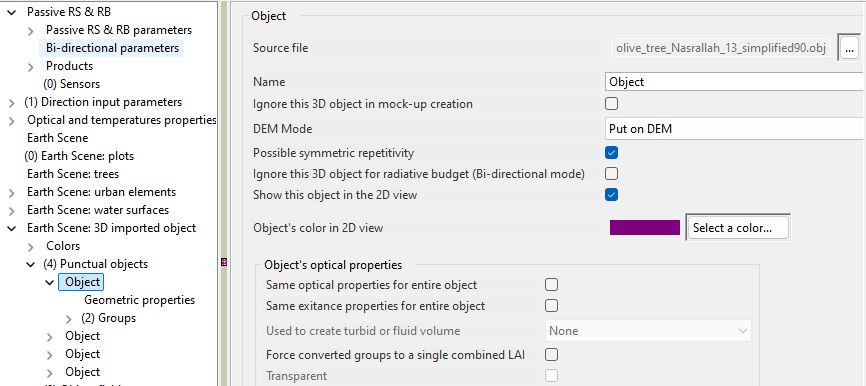 Passive RS & RB
Passive RS & RB parameters
Bi-directional parameters
Products
(0) Sensors
(1) Direction input parameters
Optical and temperatures properties
Earth Scene
(0) Earth Scene: plots
Earth Scene: trees
Earth Scene: urban elements
Earth Scene: water surfaces
Earth Scene: 3D imported object
Colors
(4) Punctual objects
Object
Geometric properties
(2) Groups
Object
Object
Object
Object
Source file
olive_tree_Nasrallah_13_simplified90.obj
...
Name
Object
Ignore this 3D object in mock-up creation
DEM Mode
Put on DEM
Possible symmetric repetitivity
Ignore this 3D object for radiative budget (Bi-directional mode)
Show this object in the 2D view
Object's color in 2D view
Select a color...
Object's optical properties
Same optical properties for entire object
Same exitance properties for entire object
Used to create turbid or fluid volume
None
Force converted groups to a single combined LAI
Transparent